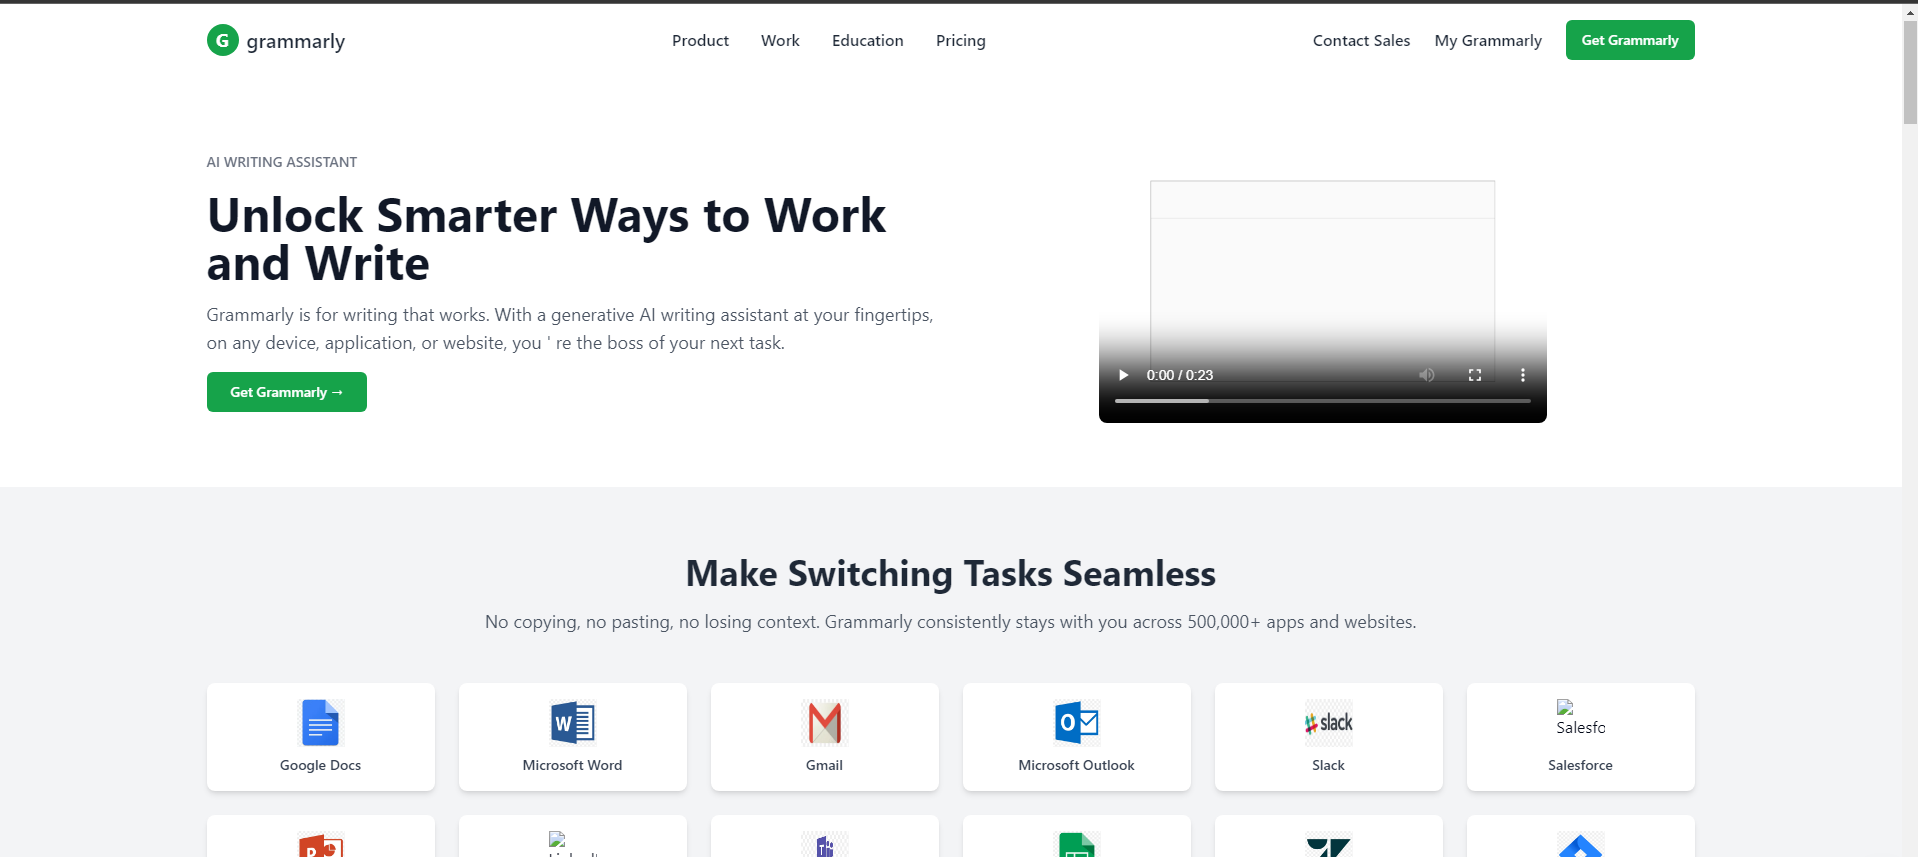 G grammarly
Product Work Education Pricing
Contact Sales My Grammarly Get Grammarly
AI WRITING ASSISTANT
Unlock Smarter Ways to Work
and Write
Grammarly is for writing that works. With a generative AI writing assistant at your fingertips,
on any device, application, or website, you ' re the boss of your next task.
Get Grammarly →
0:00 / 0:23
Make Switching Tasks Seamless
No copying, no pasting, no losing context. Grammarly consistently stays with you across 500,000+ apps and websites.
W
O
slack
Salesfo
Google Docs
Microsoft Word
Gmail
Microsoft Outlook
Slack
Salesforce